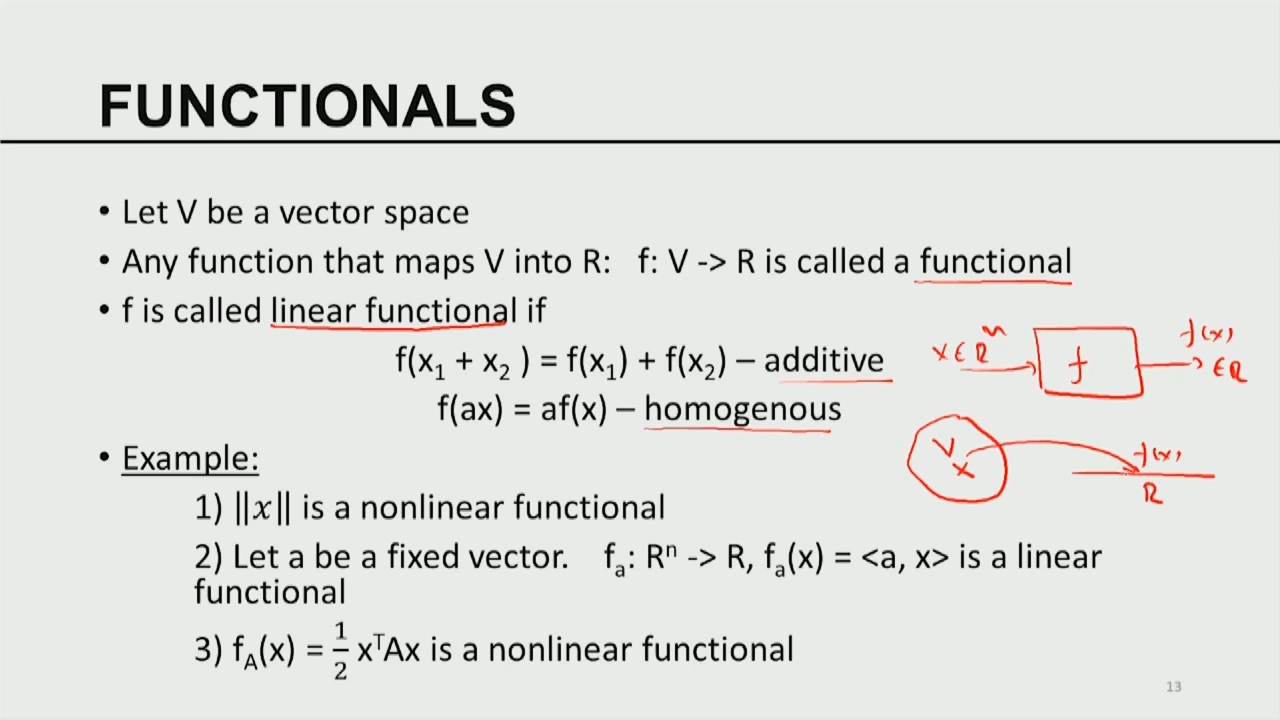 FUNCTIONALS
• Let V be a vector space
• Any function that maps V into R: f: V -> R is called a functional
• f is called linear functional if
f(x₁ + x₂ ) = f(x₁) + f(x₂) – additive
f(ax) = af(x) – homogenous
x ∈ Rⁿ
f
f(x)
∈ R
V
x
f(x)
R
• Example:
1) ‖𝑥‖ is a nonlinear functional
2) Let a be a fixed vector. fₐ: Rⁿ -> R, fₐ(x) = <a, x> is a linear
functional
3) f_A(x) = 1/2 xᵀAx is a nonlinear functional
13